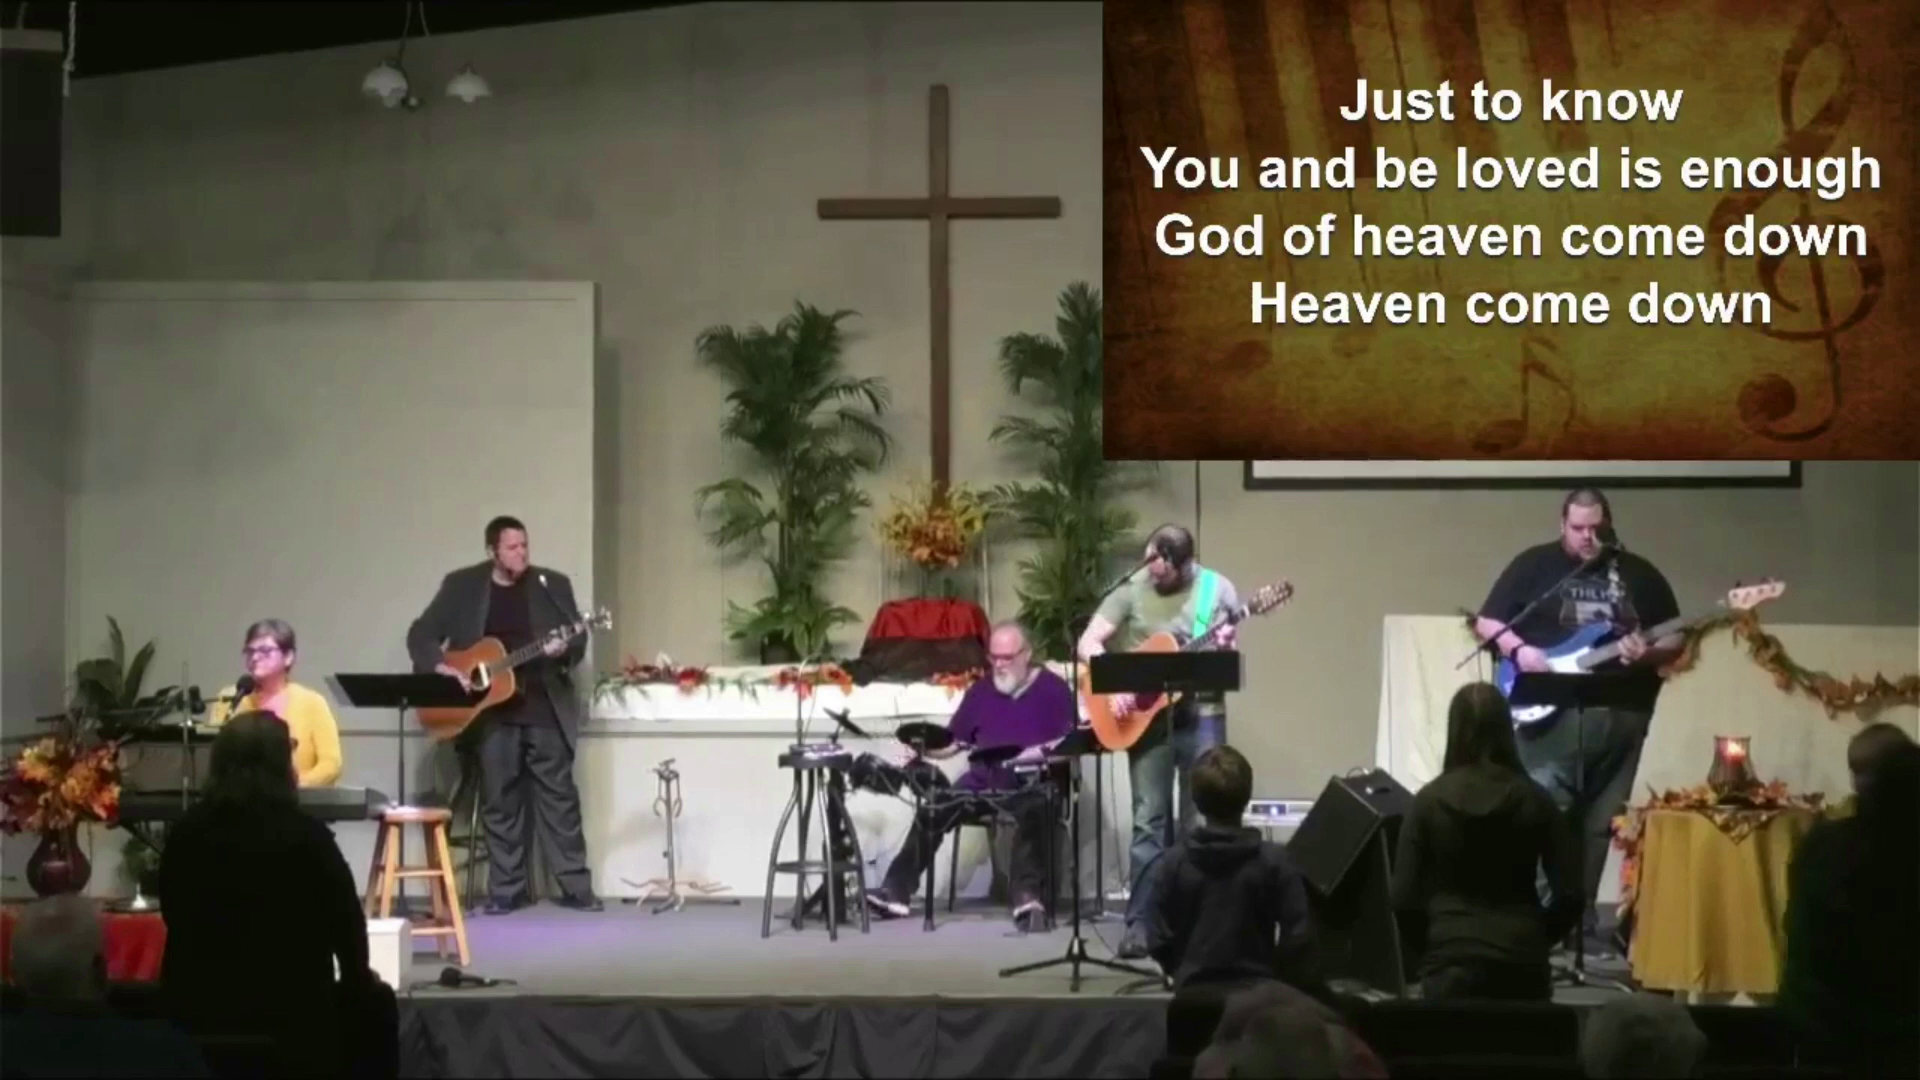 Just to know
You and be loved is enough
God of heaven come down
Heaven come down